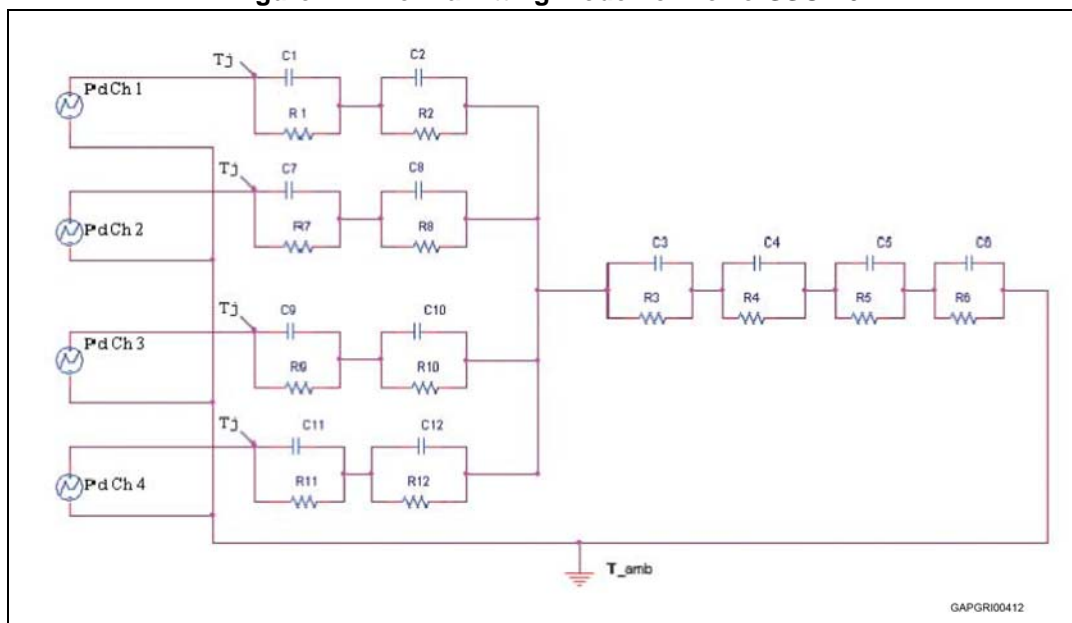 Tj
C1
C2
PdCh1
R1
R2
Tj
C7
C8
PdCh2
R7
R8
C3
C4
C5
C6
R3
R4
R5
R6
Tj
C9
C10
PdCh3
R9
R10
Tj
C11
C12
PdCh4
R11
R12
T_amb
GAPGRI00412